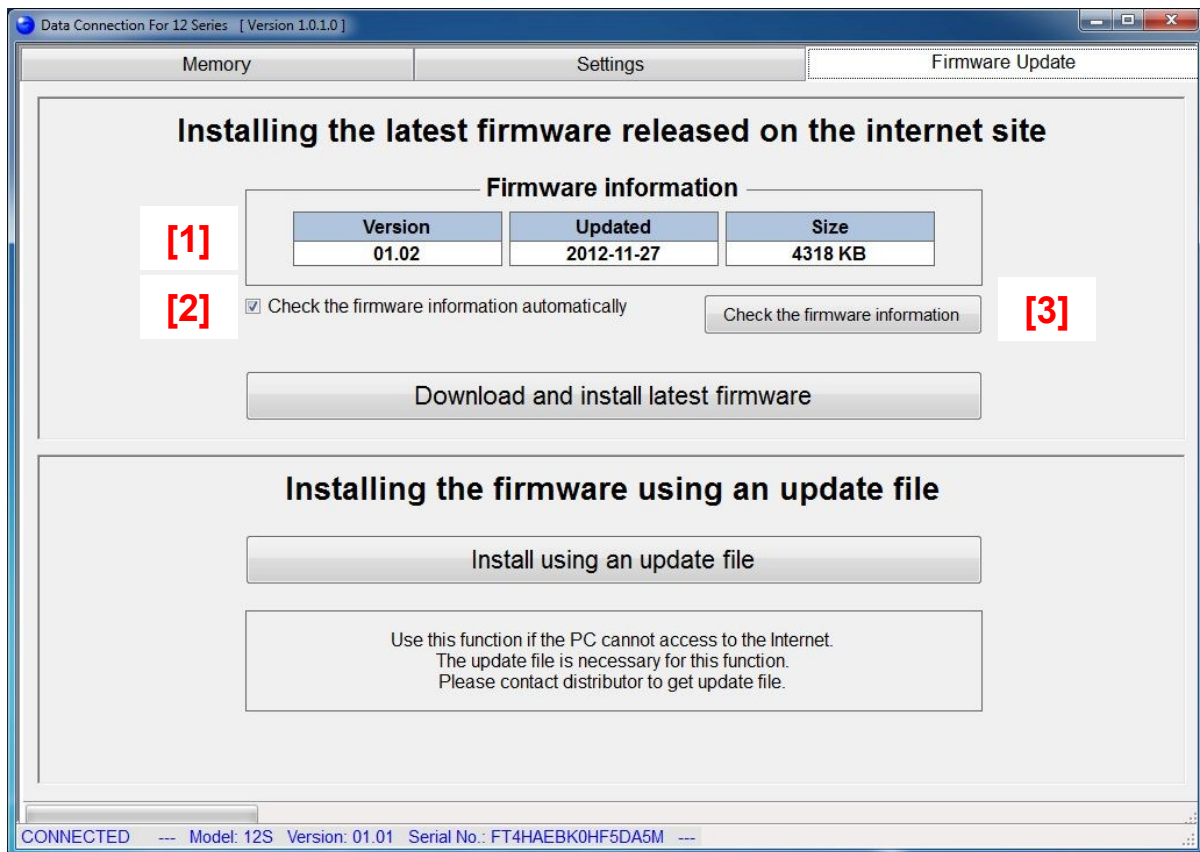 Data Connection For 12 Series [ Version 1.0.1.0 ]
Memory Settings Firmware Update
Installing the latest firmware released on the internet site
Firmware information
Version Updated Size
[1]
01.02 2012-11-27 4318 KB
[2] Check the firmware information automatically Check the firmware information [3]
Download and install latest firmware
Installing the firmware using an update file
Install using an update file
Use this function if the PC cannot access to the Internet.
The update file is necessary for this function.
Please contact distributor to get update file.
CONNECTED --- Model: 12S Version: 01.01 Serial No.: FT4HAEBK0HF5DA5M ---